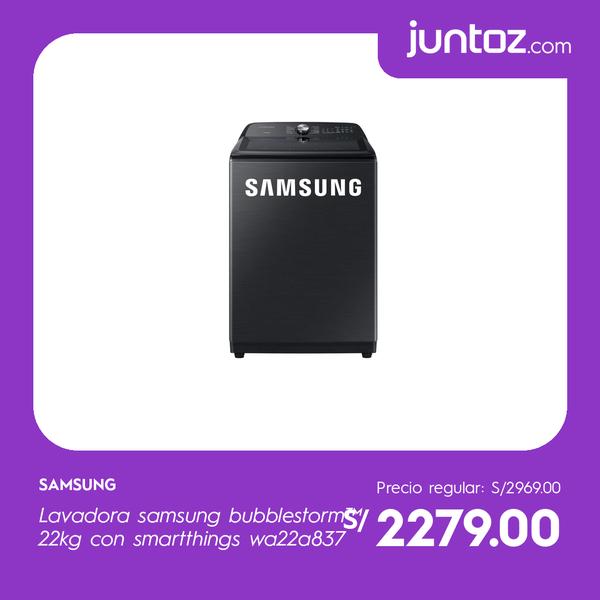 juntoz.com
SAMSUNG
SAMSUNG
Lavadora samsung bubblestorm™
22kg con smartthings wa22a837
Precio regular: S/2969.00
S/ 2279.00